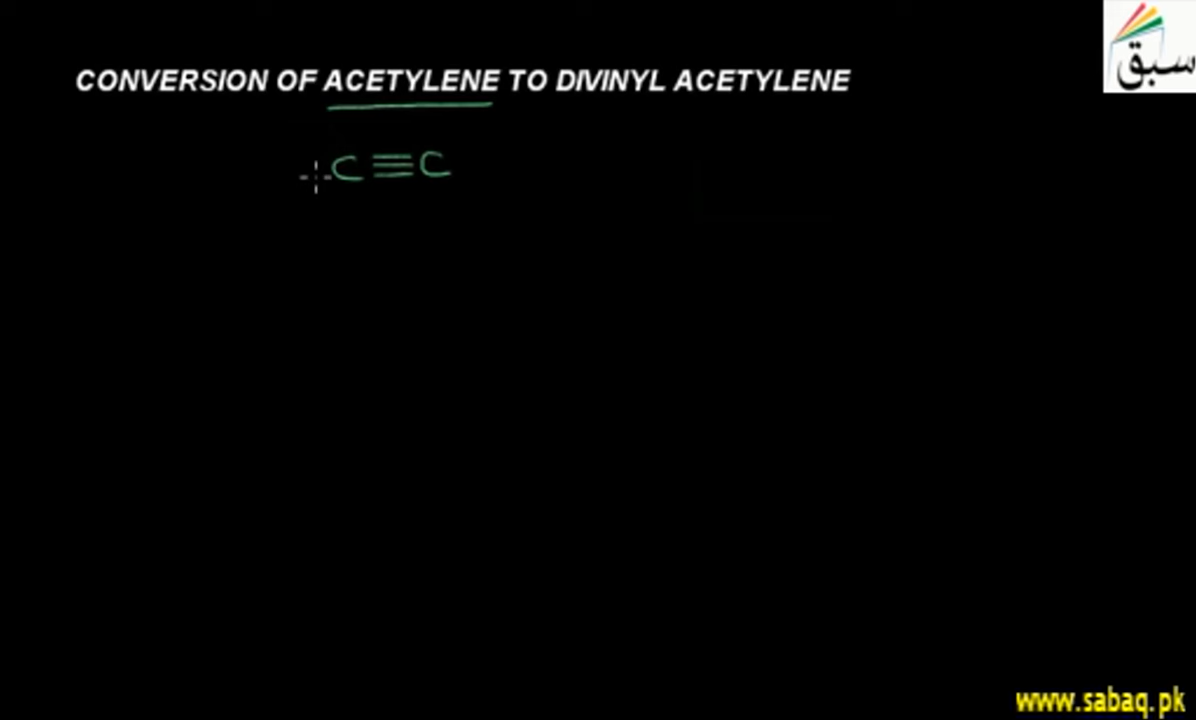 سبق
CONVERSION OF ACETYLENE TO DIVINYL ACETYLENE
C≡C
www.sabaq.pk